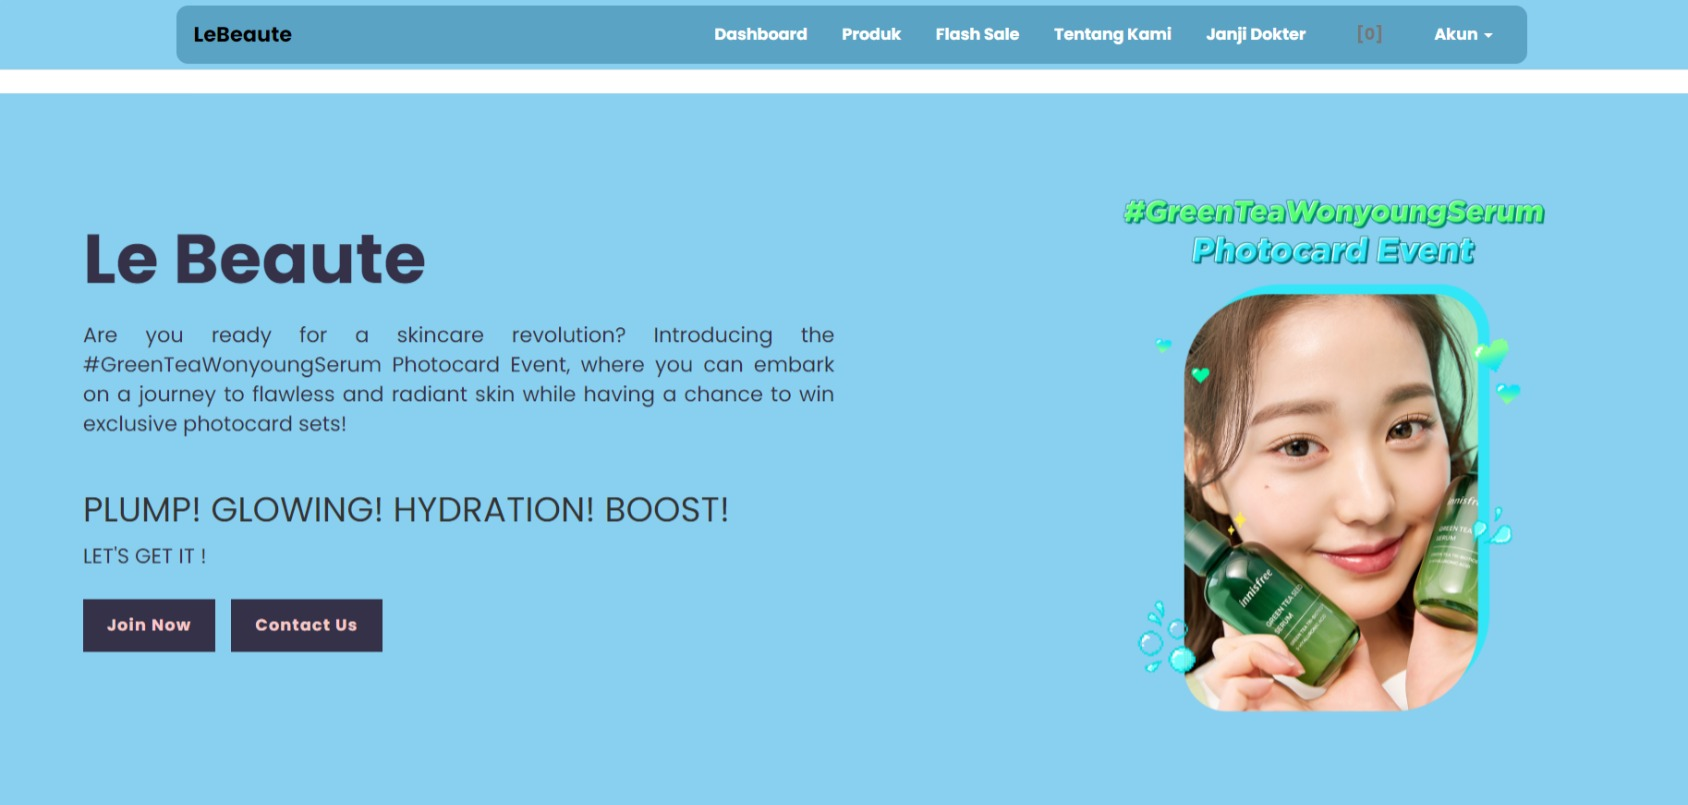 LeBeaute
Dashboard Produk Flash Sale Tentang Kami Janji Dokter [0] Akun
#GreenTeaWonyoungSerum
Photocard Event
Le Beaute
Are you ready for a skincare revolution? Introducing the
#GreenTeaWonyoungSerum Photocard Event, where you can embark
on a journey to flawless and radiant skin while having a chance to win
exclusive photocard sets!
PLUMP! GLOWING! HYDRATION! BOOST!
LET'S GET IT !
Join Now Contact Us
innisfree
GREEN TEA SEED
SERUM
GREEN TEA
SERUM